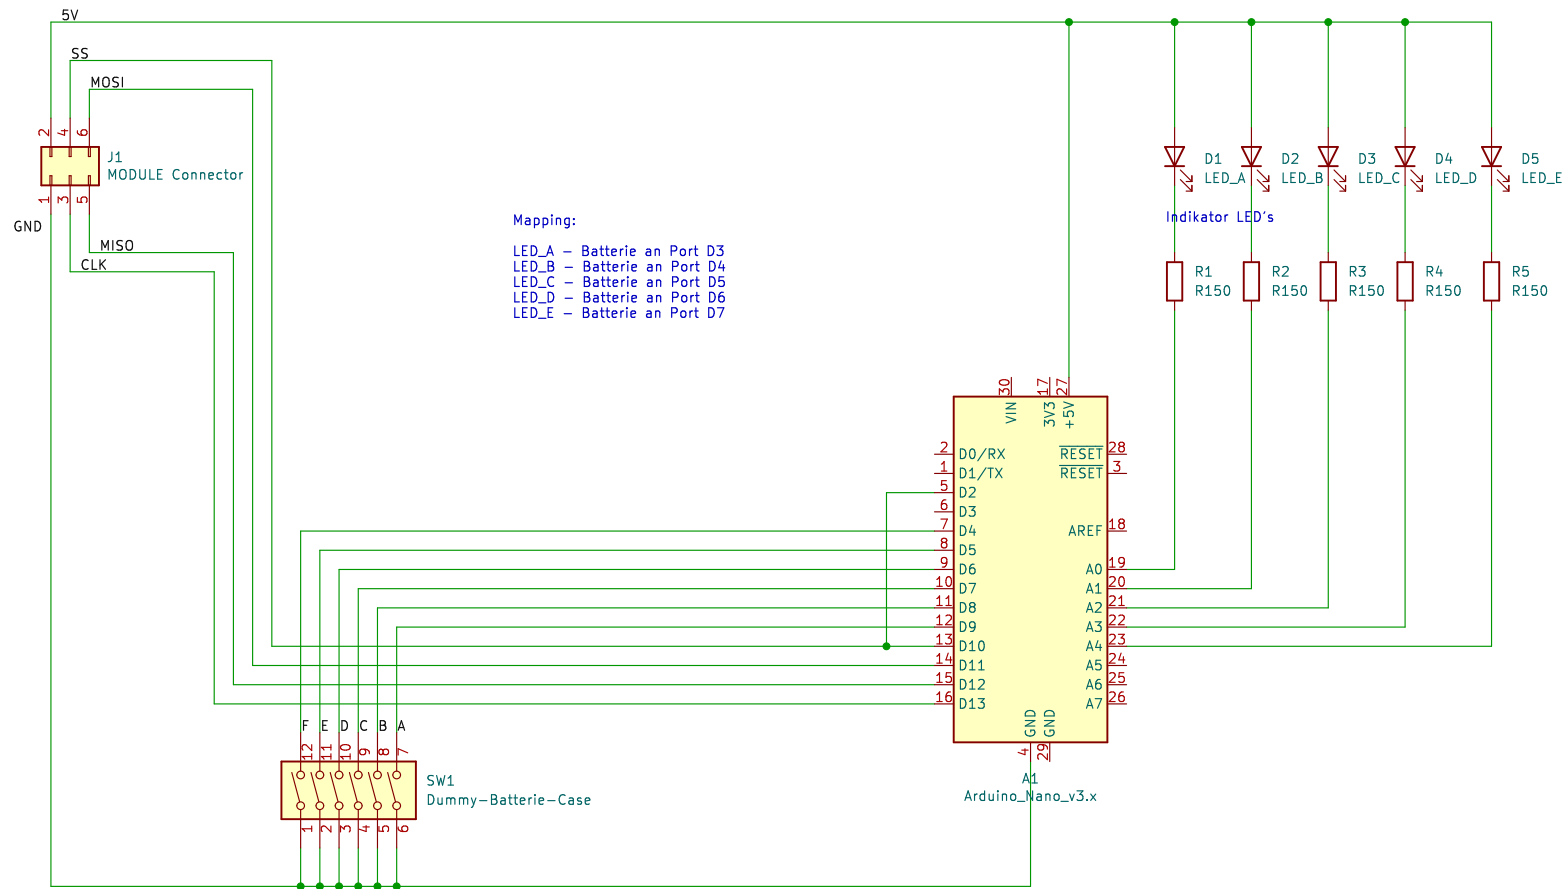 5V
SS
MOSI
2 4 6
J1
MODULE Connector
1 3 5
GND
MISO
CLK
Mapping:
LED_A – Batterie an Port D3
LED_B – Batterie an Port D4
LED_C – Batterie an Port D5
LED_D – Batterie an Port D6
LED_E – Batterie an Port D7
D1 D2 D3 D4 D5
LED_A LED_B LED_C LED_D LED_E
Indikator LED's
R1 R2 R3 R4 R5
R150 R150 R150 R150 R150
30 17 27
VIN 3V3 +5V
2 D0/RX RESET 28
1 D1/TX RESET 3
5 D2
6 D3
7 D4 AREF 18
8 D5
9 D6 A0 19
10 D7 A1 20
11 D8 A2 21
12 D9 A3 22
13 D10 A4 23
14 D11 A5 24
15 D12 A6 25
16 D13 A7 26
GND GND
4 29
A1
Arduino_Nano_v3.x
F E D C B A
12 11 10 9 8 7
SW1
Dummy-Batterie-Case
1 2 3 4 5 6